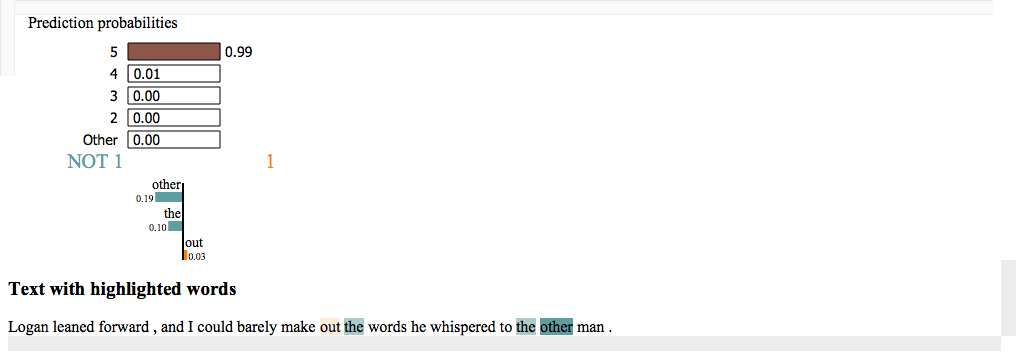 Prediction probabilities
5 0.99
4 0.01
3 0.00
2 0.00
Other 0.00
NOT 1 1
other
0.19
the
0.10
out
0.03
Text with highlighted words
Logan leaned forward , and I could barely make out the words he whispered to the other man .